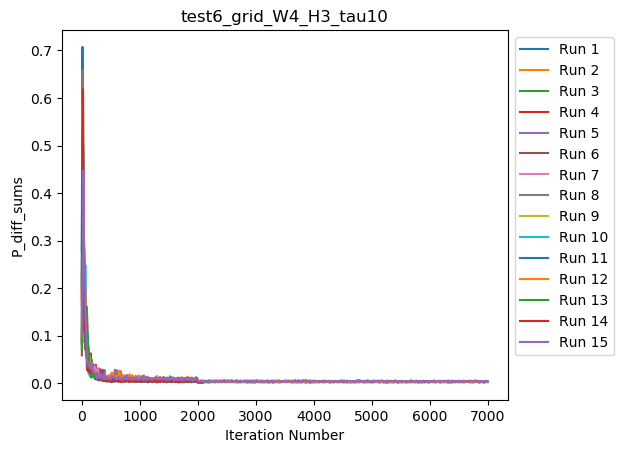 test6_grid_W4_H3_tau10
P_diff_sums
0.7
0.6
0.5
0.4
0.3
0.2
0.1
0.0
0 1000 2000 3000 4000 5000 6000 7000
Iteration Number
Run 1
Run 2
Run 3
Run 4
Run 5
Run 6
Run 7
Run 8
Run 9
Run 10
Run 11
Run 12
Run 13
Run 14
Run 15